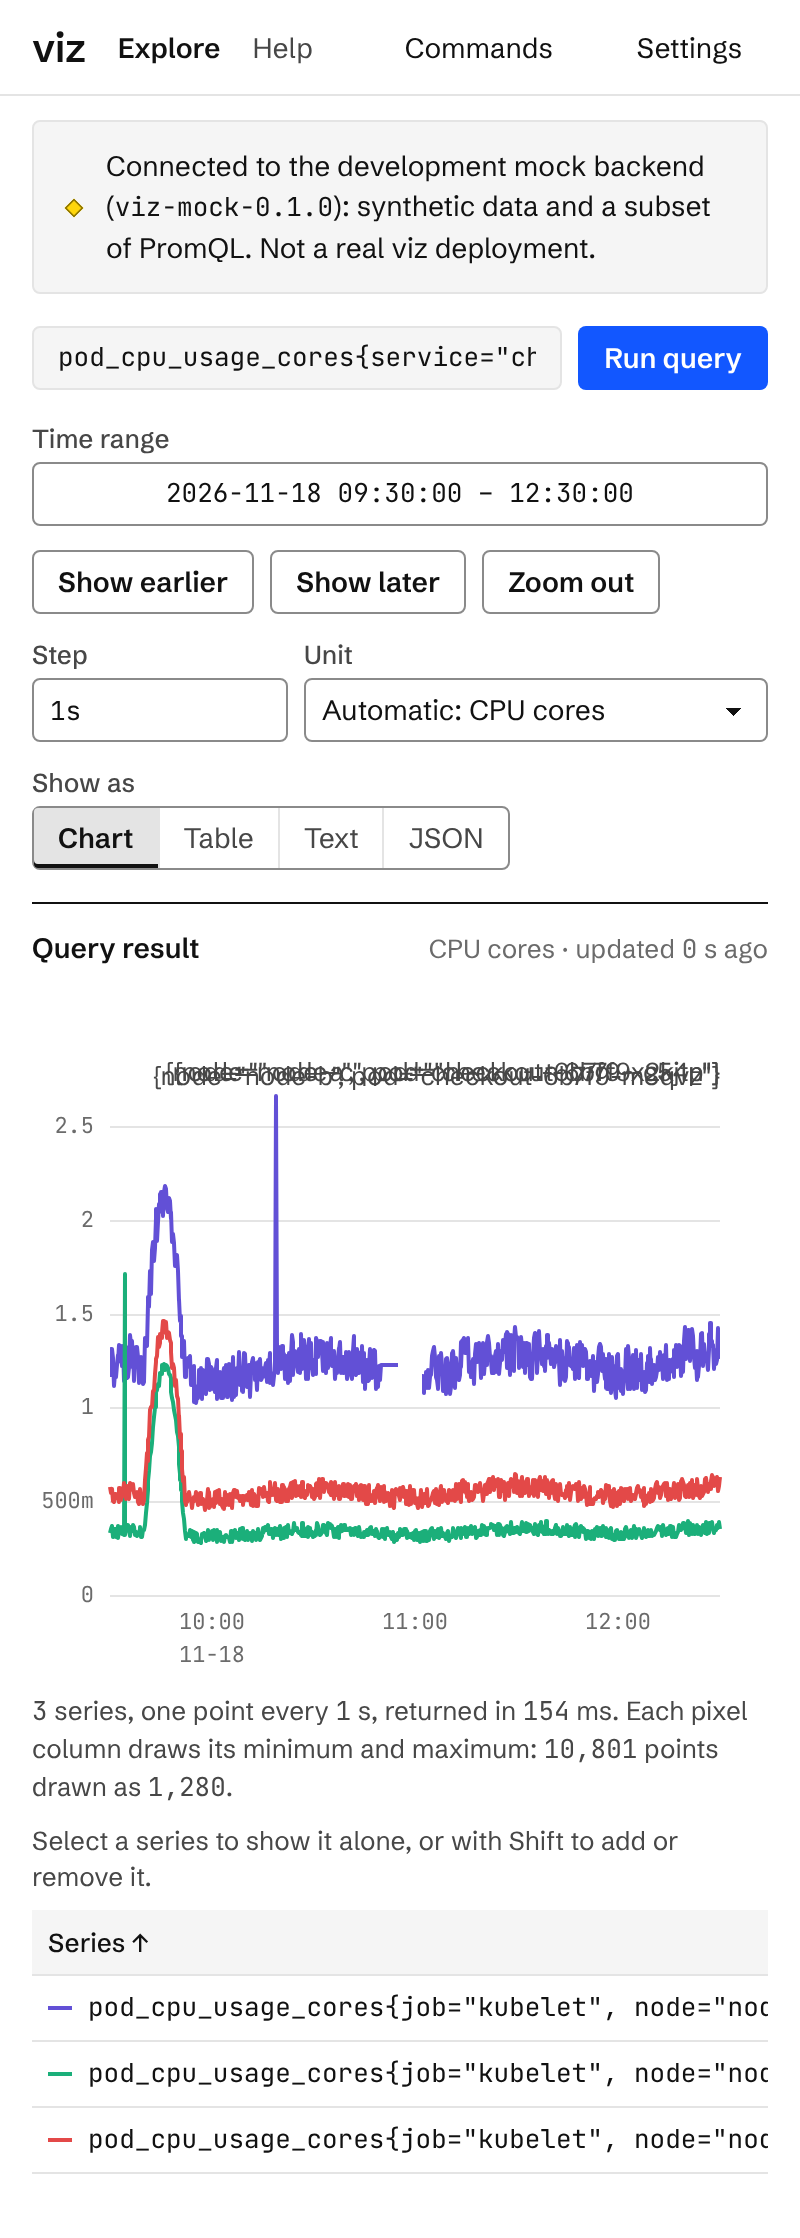 viz Explore Help Commands Settings
Connected to the development mock backend
(viz-mock-0.1.0): synthetic data and a subset
of PromQL. Not a real viz deployment.
pod_cpu_usage_cores{service="ch
Run query
Time range
2026-11-18 09:30:00 – 12:30:00
Show earlier
Show later
Zoom out
Step
Unit
1s
Automatic: CPU cores
Show as
Chart
Table
Text
JSON
Query result
CPU cores · updated 0 s ago
2.5
2
1.5
1
500m
0
10:00
11:00
12:00
11-18
3 series, one point every 1 s, returned in 154 ms. Each pixel
column draws its minimum and maximum: 10,801 points
drawn as 1,280.
Select a series to show it alone, or with Shift to add or
remove it.
Series ↑
pod_cpu_usage_cores{job="kubelet", node="noc
pod_cpu_usage_cores{job="kubelet", node="noc
pod_cpu_usage_cores{job="kubelet", node="noc